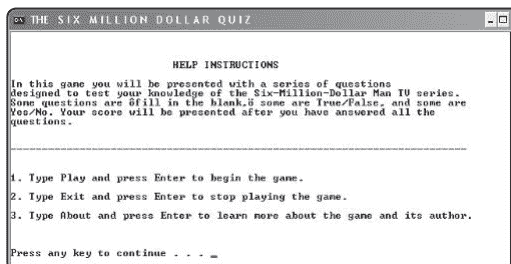 THE SIX MILLION DOLLAR QUIZ
HELP INSTRUCTIONS
In this game you will be presented with a series of questions
designed to test your knowledge of the Six-Million-Dollar Man TV series.
Some questions are ôfill in the blank,ö some are True/False, and some are
Yes/No. Your score will be presented after you have answered all the
questions.
1. Type Play and press Enter to begin the game.
2. Type Exit and press Enter to stop playing the game.
3. Type About and press Enter to learn more about the game and its author.
Press any key to continue . . . _